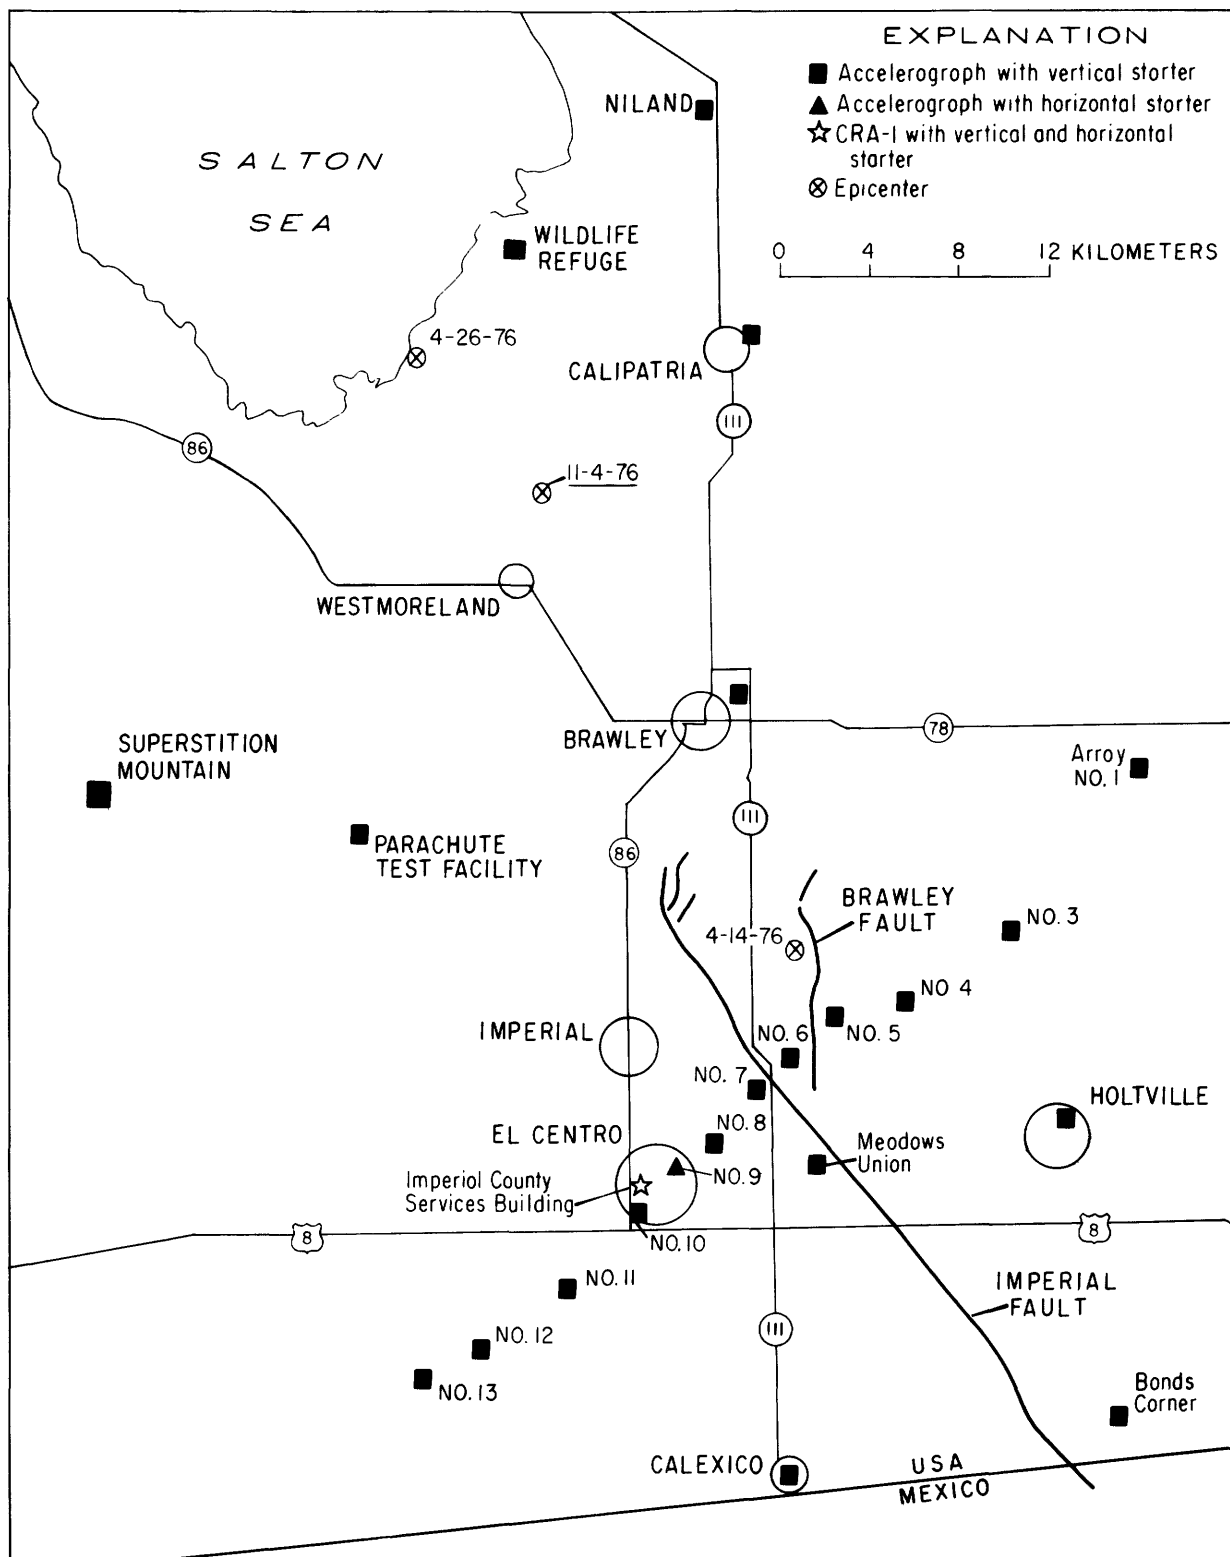 EXPLANATION
Accelerograph with vertical starter
Accelerograph with horizontal starter
CRA-1 with vertical and horizontal
starter
Epicenter
0 4 8 12 KILOMETERS
NILAND
SALTON
SEA
WILDLIFE
REFUGE
4-26-76
CALIPATRIA
111
86
11-4-76
WESTMORELAND
BRAWLEY
78
SUPERSTITION
MOUNTAIN
Array
NO. 1
PARACHUTE
TEST FACILITY
86
111
BRAWLEY
FAULT
NO. 3
4-14-76
NO 4
IMPERIAL
NO. 6
NO. 5
NO. 7
HOLTVILLE
NO. 8
EL CENTRO
Meadows
Union
NO. 9
Imperial County
Services Building
8
NO. 10
8
NO. 11
IMPERIAL
FAULT
111
NO. 12
NO. 13
Bonds
Corner
CALEXICO
USA
MEXICO